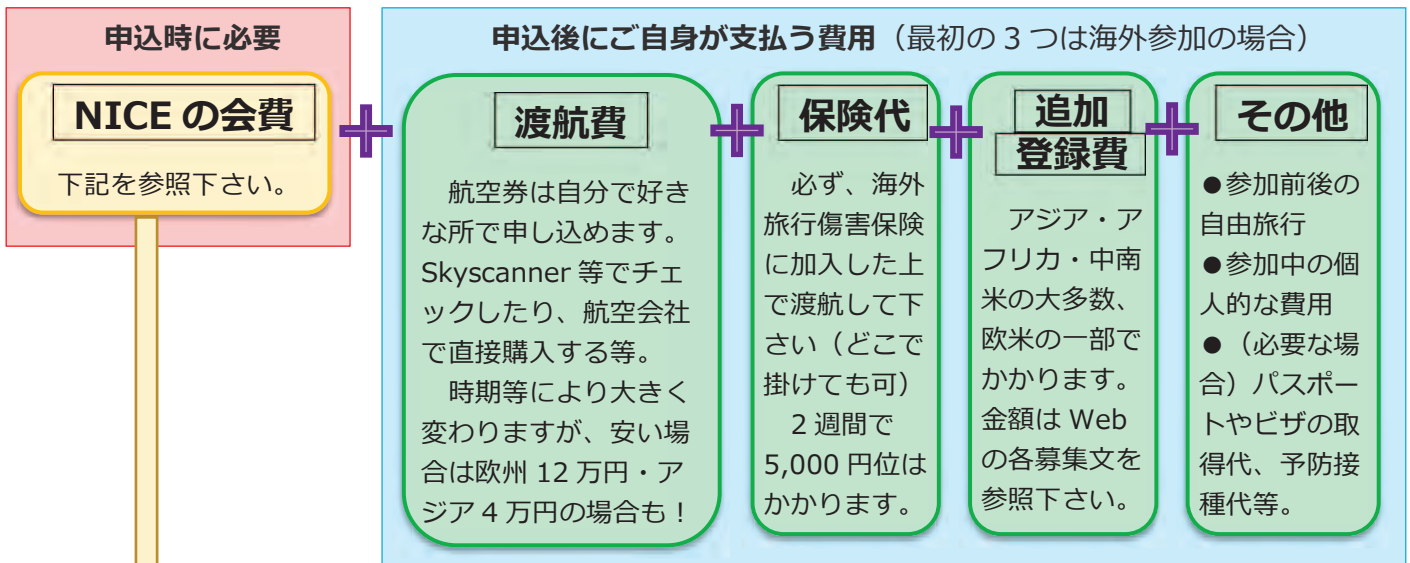 申込時に必要
NICE の会費
下記を参照下さい。
申込後にご自身が支払う費用（最初の 3 つは海外参加の場合）
渡航費
　航空券は自分で好き
な所で申し込めます。
Skyscanner 等でチェ
ックしたり、航空会社
で直接購入する等。
　時期等により大きく
変わりますが、安い場
合は欧州 12 万円・ア
ジア 4 万円の場合も！
保険代
　必ず、海外
旅行傷害保険
に加入した上
で渡航して下
さい（どこで
掛けても可）
　2 週間で
5,000 円位は
かかります。
追加
登録費
　アジア・ア
フリカ・中南
米の大多数、
欧米の一部で
かかります。
金額は Web
の各募集文を
参照下さい。
その他
●参加前後の
自由旅行
●参加中の個
人的な費用
●（必要な場
合）パスポー
トやビザの取
得代、予防接
種代等。